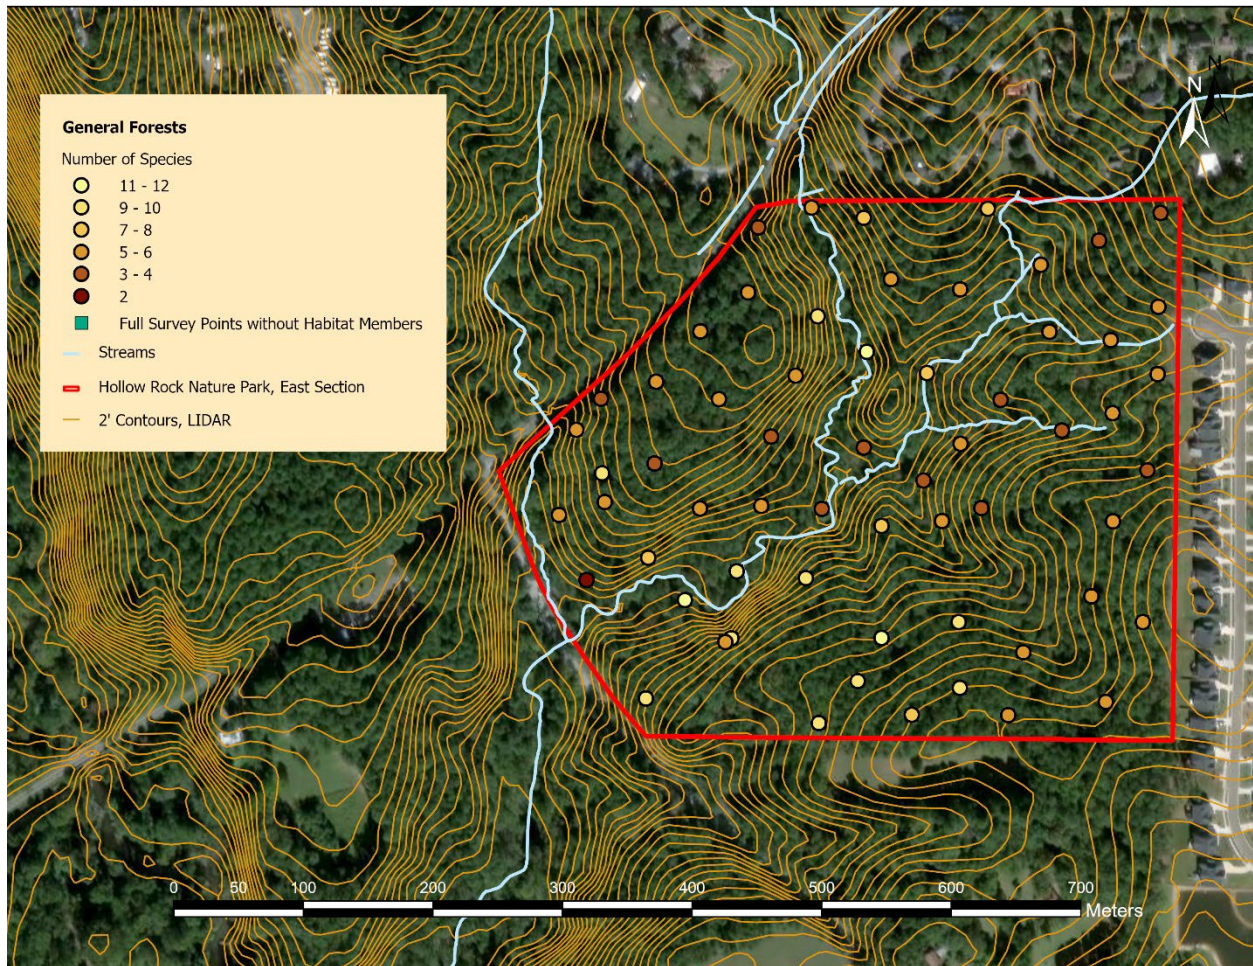 N
N
General Forests
Number of Species
11 - 12
9 - 10
7 - 8
5 - 6
3 - 4
2
Full Survey Points without Habitat Members
Streams
Hollow Rock Nature Park, East Section
2' Contours, LIDAR
0 50 100 200 300 400 500 600 700
Meters